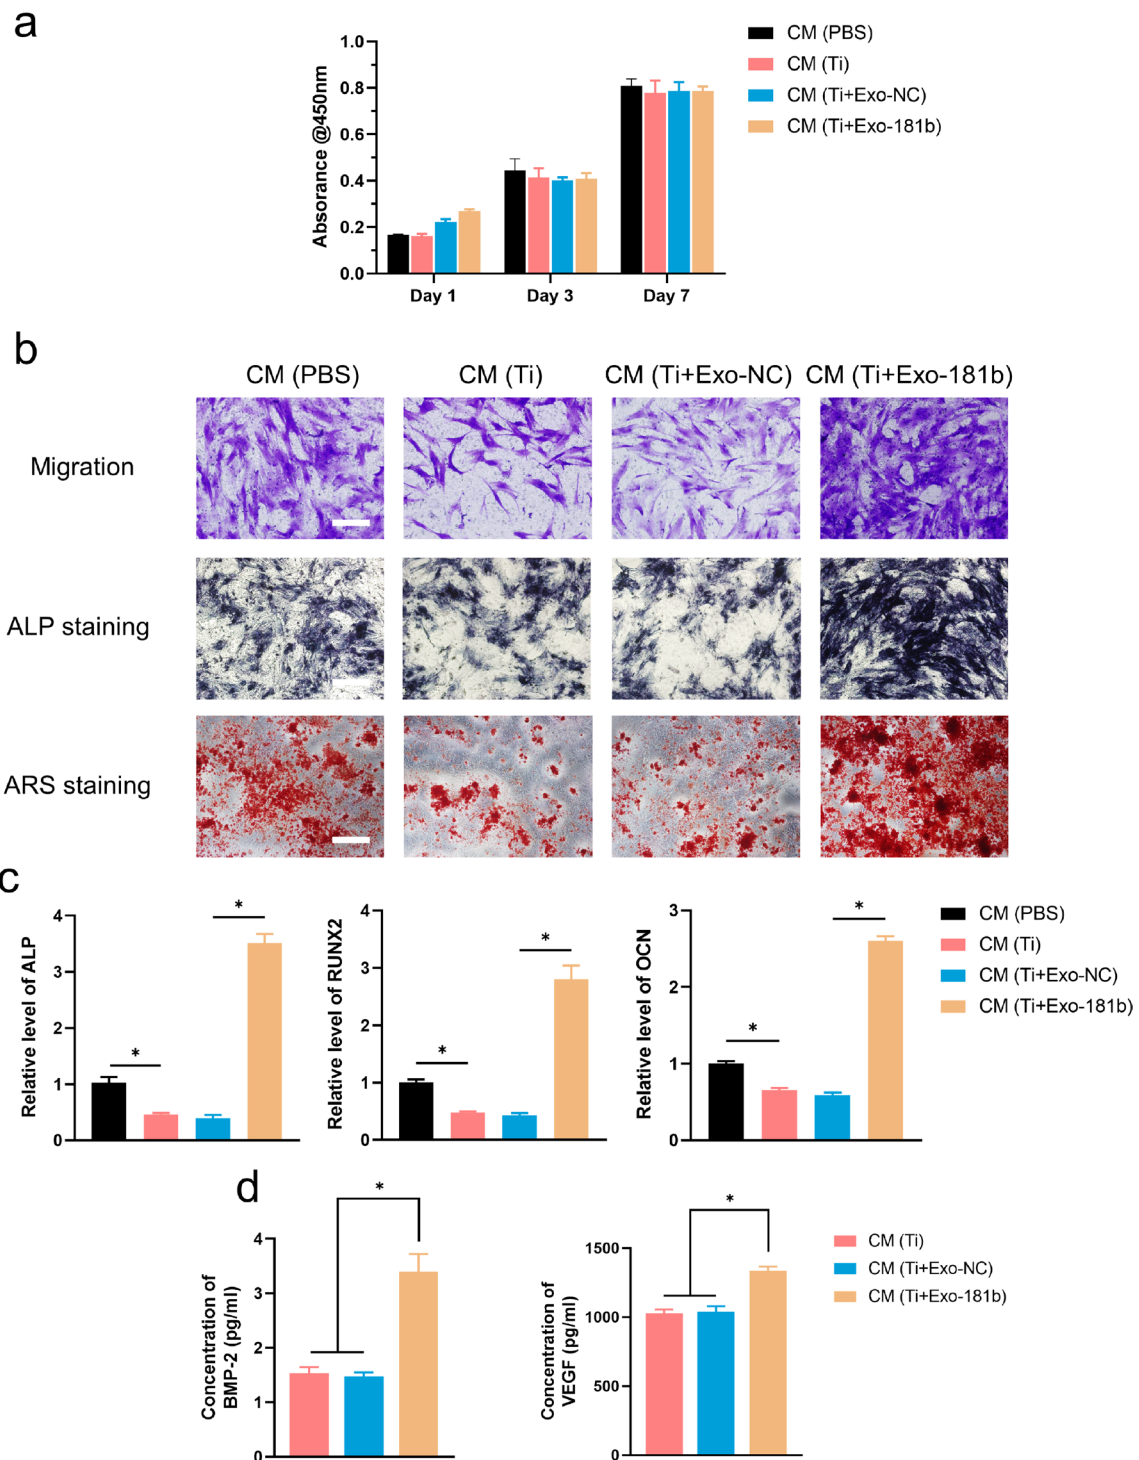 a
1.0
0.8
0.6
0.4
0.2
0.0
Absorance @450nm
Day 1 Day 3 Day 7
CM (PBS)
CM (Ti)
CM (Ti+Exo-NC)
CM (Ti+Exo-181b)
b
CM (PBS) CM (Ti) CM (Ti+Exo-NC) CM (Ti+Exo-181b)
Migration
ALP staining
ARS staining
c
Relative level of ALP
4
3
2
1
0
*
*
Relative level of RUNX2
4
3
2
1
0
*
*
Relative level of OCN
3
2
1
0
*
*
CM (PBS)
CM (Ti)
CM (Ti+Exo-NC)
CM (Ti+Exo-181b)
d
Concentration of
BMP-2 (pg/ml)
4
3
2
1
0
*
Concentration of
VEGF (pg/ml)
1500
1000
500
0
*
CM (Ti)
CM (Ti+Exo-NC)
CM (Ti+Exo-181b)